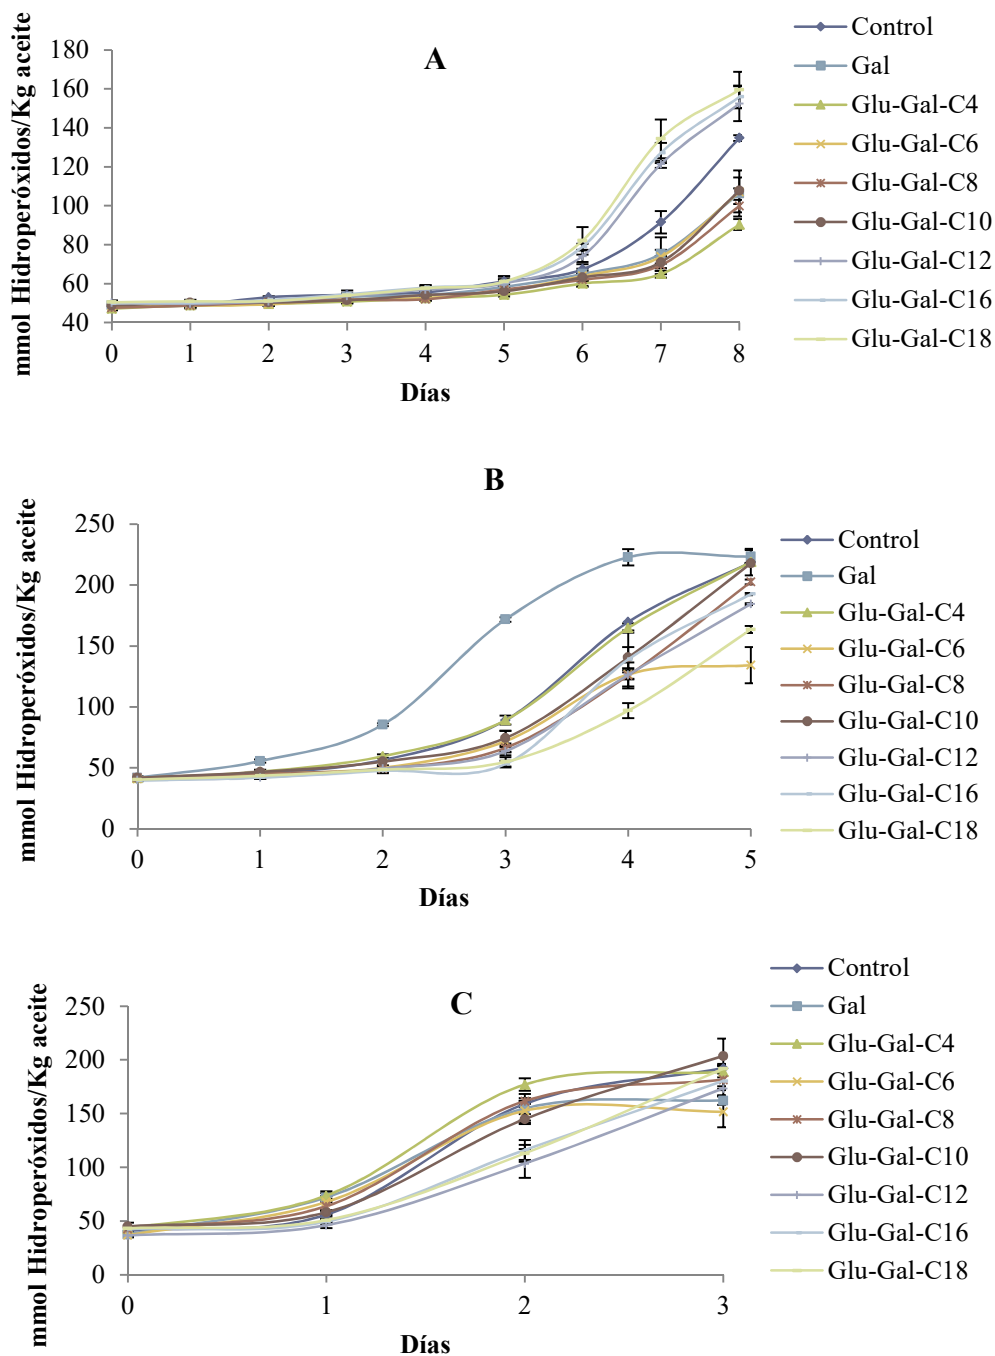 A
mmol Hidroperóxidos/Kg aceite
180
160
140
120
100
80
60
40
0 1 2 3 4 5 6 7 8
Días
Control
Gal
Glu-Gal-C4
Glu-Gal-C6
Glu-Gal-C8
Glu-Gal-C10
Glu-Gal-C12
Glu-Gal-C16
Glu-Gal-C18
B
mmol Hidroperóxidos/Kg aceite
250
200
150
100
50
0
0 1 2 3 4 5
Días
Control
Gal
Glu-Gal-C4
Glu-Gal-C6
Glu-Gal-C8
Glu-Gal-C10
Glu-Gal-C12
Glu-Gal-C16
Glu-Gal-C18
C
mmol Hidroperóxidos/Kg aceite
250
200
150
100
50
0
0 1 2 3
Días
Control
Gal
Glu-Gal-C4
Glu-Gal-C6
Glu-Gal-C8
Glu-Gal-C10
Glu-Gal-C12
Glu-Gal-C16
Glu-Gal-C18